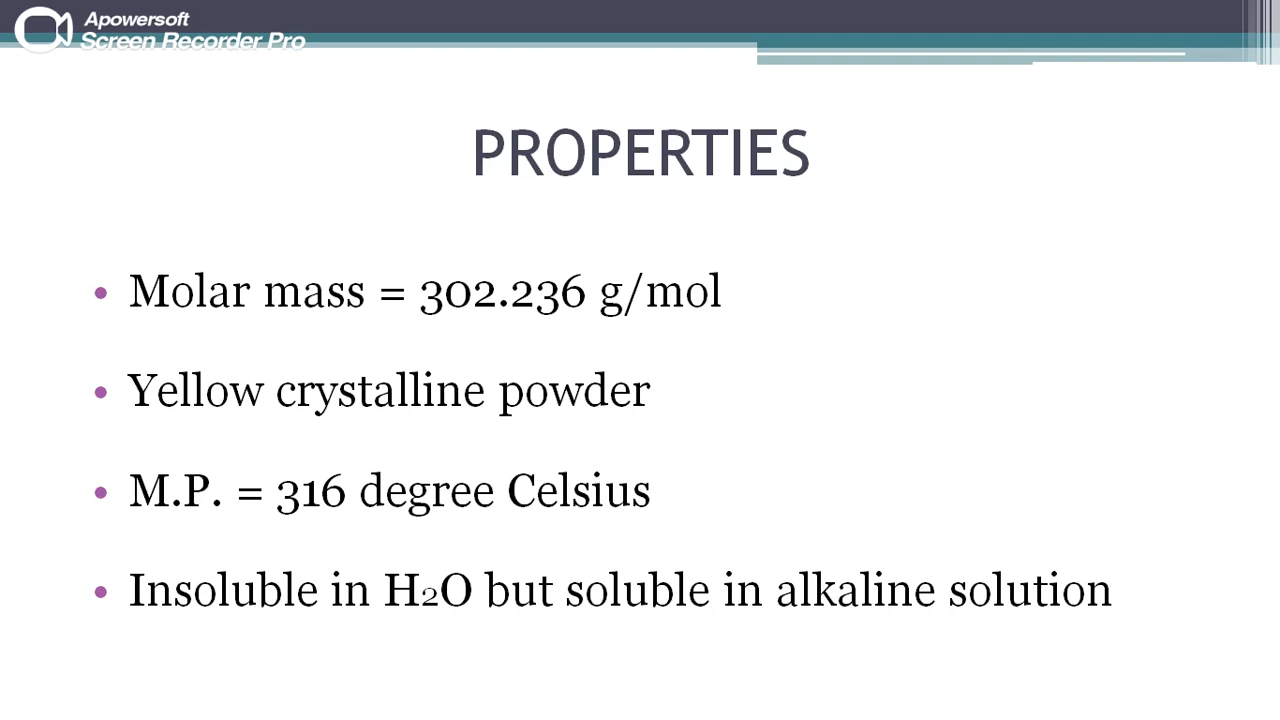 Apowersoft
Screen Recorder Pro
PROPERTIES
• Molar mass = 302.236 g/mol
• Yellow crystalline powder
• M.P. = 316 degree Celsius
• Insoluble in H₂O but soluble in alkaline solution